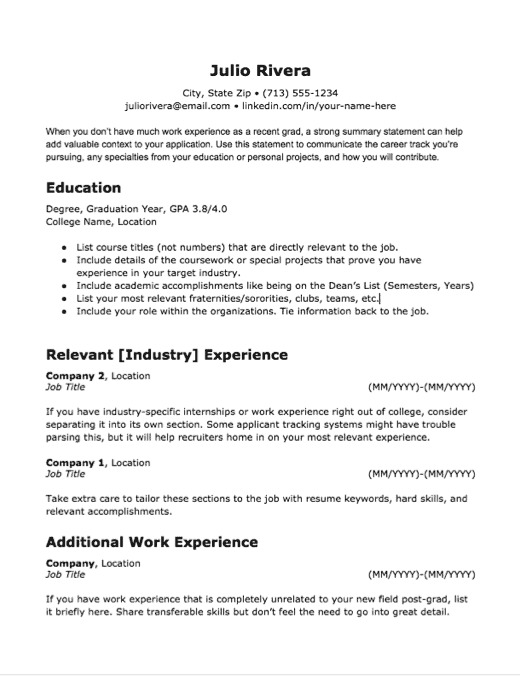 Julio Rivera
City, State Zip • (713) 555-1234
juliorivera@email.com • linkedin.com/in/your-name-here
When you don't have much work experience as a recent grad, a strong summary statement can help
add valuable context to your application. Use this statement to communicate the career track you're
pursuing, any specialties from your education or personal projects, and how you will contribute.
Education
Degree, Graduation Year, GPA 3.8/4.0
College Name, Location
● List course titles (not numbers) that are directly relevant to the job.
● Include details of the coursework or special projects that prove you have
experience in your target industry.
● Include academic accomplishments like being on the Dean's List (Semesters, Years)
● List your most relevant fraternities/sororities, clubs, teams, etc.
● Include your role within the organizations. Tie information back to the job.
Relevant [Industry] Experience
Company 2, Location
Job Title (MM/YYYY)-(MM/YYYY)
If you have industry-specific internships or work experience right out of college, consider
separating it into its own section. Some applicant tracking systems might have trouble
parsing this, but it will help recruiters home in on your most relevant experience.
Company 1, Location
Job Title (MM/YYYY)-(MM/YYYY)
Take extra care to tailor these sections to the job with resume keywords, hard skills, and
relevant accomplishments.
Additional Work Experience
Company, Location
Job Title (MM/YYYY)-(MM/YYYY)
If you have work experience that is completely unrelated to your new field post-grad, list
it briefly here. Share transferable skills but don't feel the need to go into great detail.